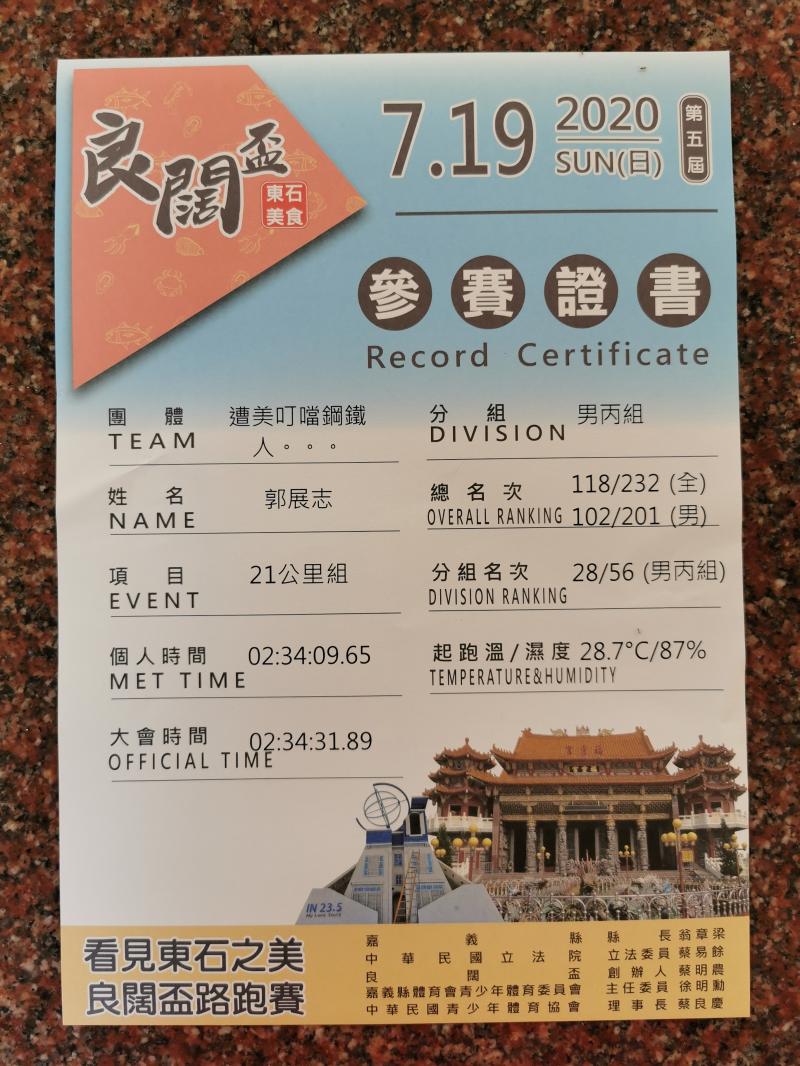 良闊盃
東石
美食
7.19
2020
SUN(日)
第五屆
參賽證書
Record Certificate
團體 遭美叮噹鋼鐵
TEAM 人。。。
分組 男丙組
DIVISION
姓名 郭展志
NAME
總名次 118/232 (全)
OVERALL RANKING 102/201 (男)
項目 21公里組
EVENT
分組名次 28/56 (男丙組)
DIVISION RANKING
個人時間 02:34:09.65
MET TIME
起跑溫/濕度 28.7°C/87%
TEMPERATURE&HUMIDITY
大會時間 02:34:31.89
OFFICIAL TIME
IN 23.5
看見東石之美
良闊盃路跑賽
嘉義縣 縣長 翁章梁
中華民國立法院 立法委員 蔡易餘
良闊盃 創辦人 蔡明農
嘉義縣體育會青少年體育委員會 主任委員 徐明勳
中華民國青少年體育協會 理事長 蔡良慶